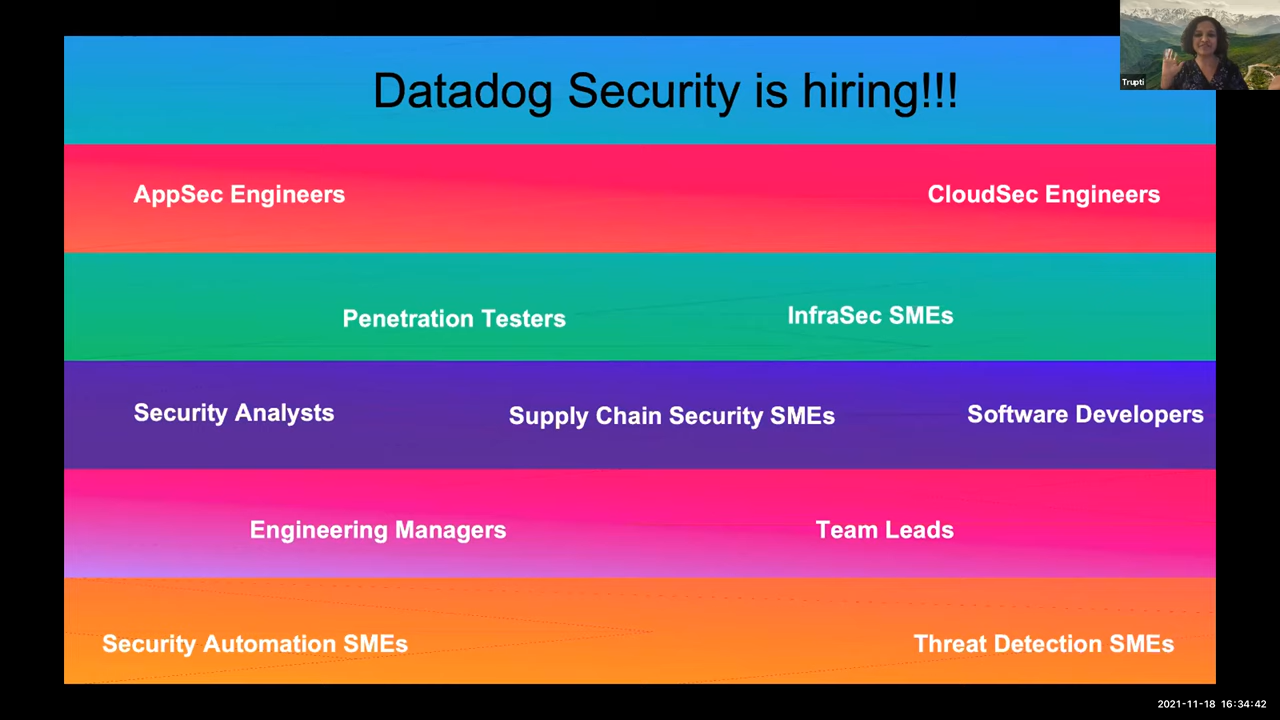 Datadog Security is hiring!!!
Trupti
AppSec Engineers
CloudSec Engineers
Penetration Testers
InfraSec SMEs
Security Analysts
Supply Chain Security SMEs
Software Developers
Engineering Managers
Team Leads
Security Automation SMEs
Threat Detection SMEs
2021-11-18 16:34:42